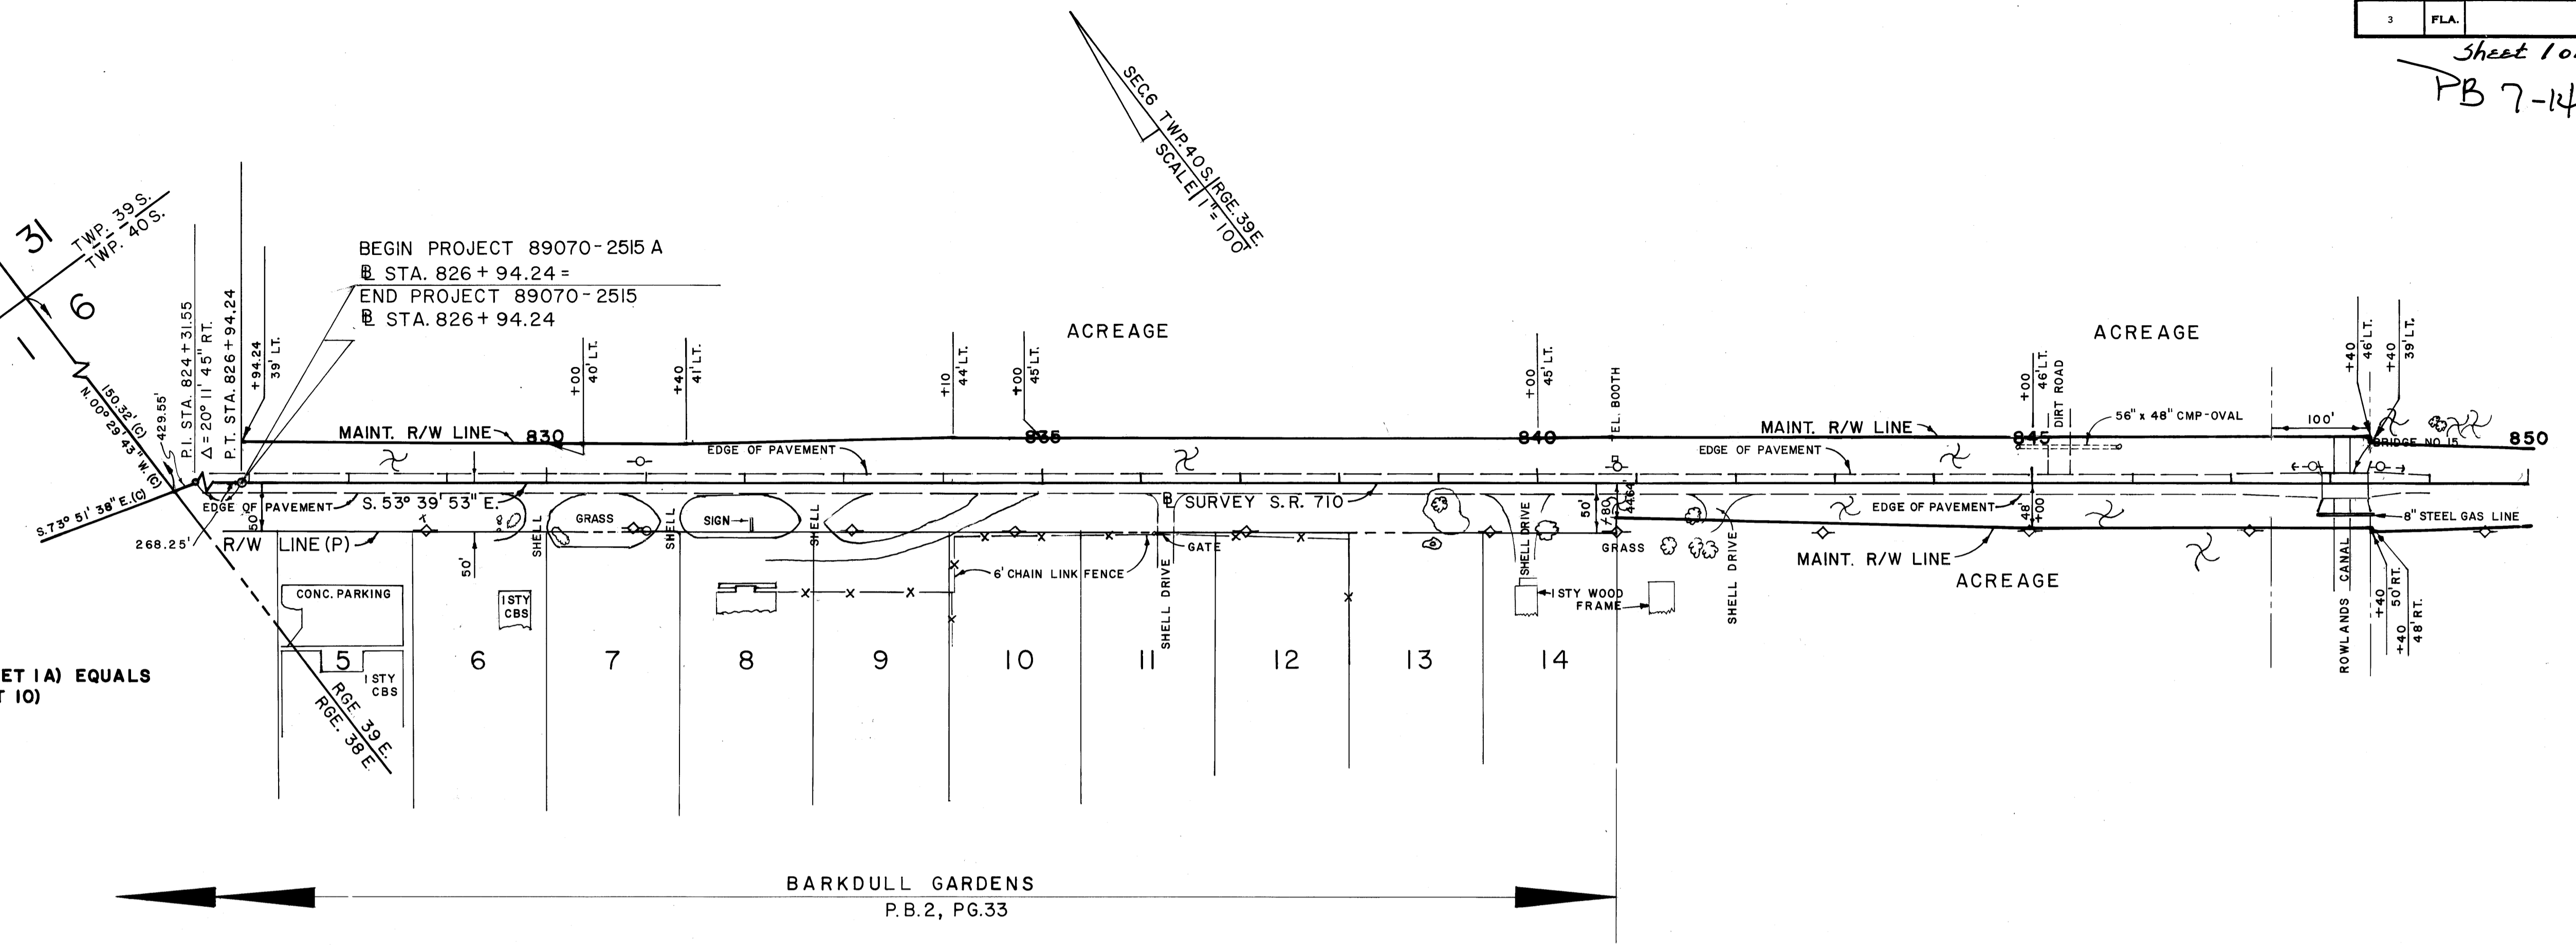 3 FLA.
Sheet 1
PB 7-14
SEC.6 TWP.40S. RGE.39E.
SCALE 1"=100'
31
TWP. 39 S.
TWP. 40 S.
6
1
N
150.32' (C)
N. 00° 29' 43" W. (C)
429.55'
S. 73° 51' 38" E. (C)
268.25'
P.I. STA. 824+31.55
Δ = 20° 11' 45" RT.
P.T. STA. 826+94.24
+94.24
39' LT.
BEGIN PROJECT 89070-2515 A
BL STA. 826+94.24 =
END PROJECT 89070-2515
BL STA. 826+94.24
+00
40' LT.
+40
41' LT.
+10
44' LT.
+00
45' LT.
ACREAGE
+00
45' LT.
EL. BOOTH
+00
46' LT.
DIRT ROAD
ACREAGE
56" x 48" CMP-OVAL
100'
+40
46' LT.
+40
39' LT.
MAINT. R/W LINE
830
835
840
MAINT. R/W LINE
845
BRIDGE NO. 15
850
EDGE OF PAVEMENT
EDGE OF PAVEMENT
EDGE OF PAVEMENT
S. 53° 39' 53" E.
BL SURVEY S.R. 710
EDGE OF PAVEMENT
50'
R/W LINE (P)
50'
SHELL
GRASS
SHELL
SIGN
SHELL
6' CHAIN LINK FENCE
GATE
SHELL DRIVE
SHELL DRIVE
50'
+80
44.64'
GRASS
SHELL DRIVE
48'
+00
MAINT. R/W LINE
ACREAGE
8" STEEL GAS LINE
ROWLANDS CANAL
+40
50' RT.
+40
48' RT.
CONC. PARKING
1 STY
CBS
1 STY WOOD
FRAME
5 6 7 8 9 10 11 12 13 14
1 STY
CBS
RGE. 39 E.
RGE. 38 E.
ET 1A) EQUALS
T 10)
BARKDULL GARDENS
P.B.2, PG.33